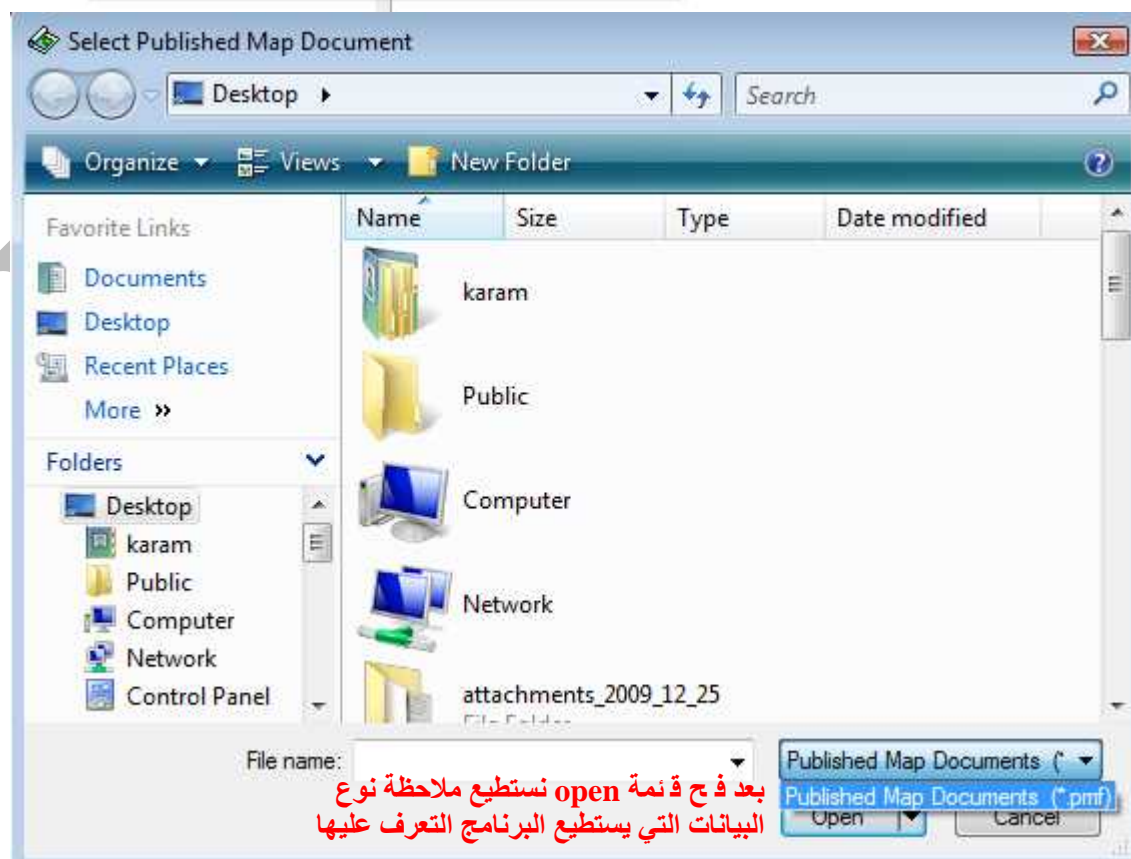 Select Published Map Document
Desktop
Search
Organize Views New Folder
Favorite Links
Documents
Desktop
Recent Places
More »
Folders
Desktop
karam
Public
Computer
Network
Control Panel
Name Size Type Date modified
karam
Public
Computer
Network
attachments_2009_12_25
File Folder
File name:
Published Map Documents (*
Published Map Documents (*.pmf)
Open Cancel
بعد ف ح ق ئمة open نستطيع ملاحظة نوع
البيانات التي يستطيع البرنامج التعرف عليها